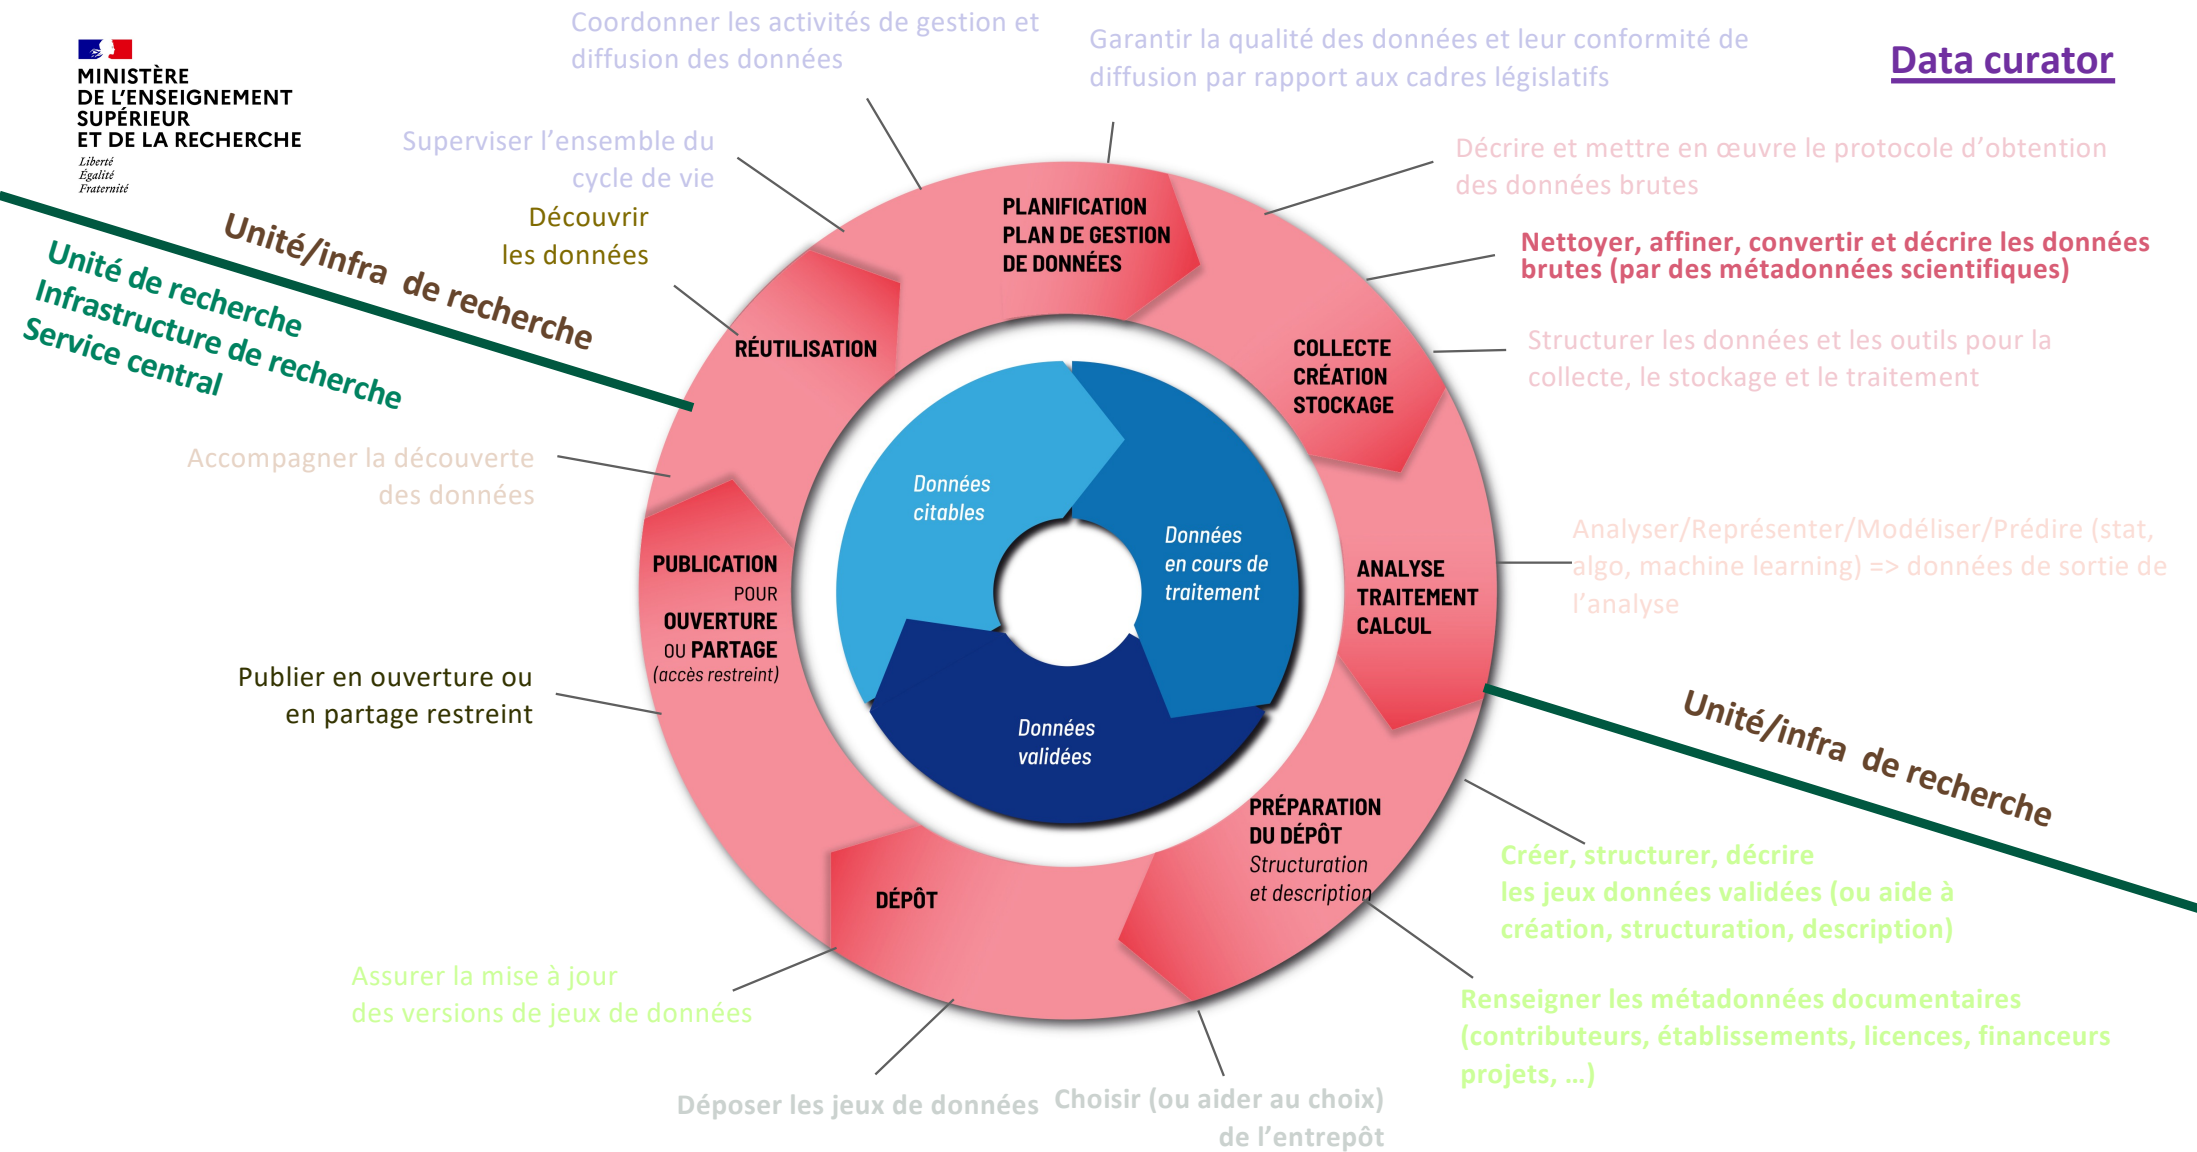 Coordonner les activités de gestion et
diffusion des données
Garantir la qualité des données et leur conformité de
diffusion par rapport aux cadres législatifs
Data curator
MINISTÈRE
DE L'ENSEIGNEMENT
SUPÉRIEUR
ET DE LA RECHERCHE
Liberté
Égalité
Fraternité
Superviser l'ensemble du
cycle de vie
Décrire et mettre en œuvre le protocole d'obtention
des données brutes
Découvrir
les données
Nettoyer, affiner, convertir et décrire les données
brutes (par des métadonnées scientifiques)
Unité/infra de recherche
Unité de recherche
Infrastructure de recherche
Service central
Structurer les données et les outils pour la
collecte, le stockage et le traitement
PLANIFICATION
PLAN DE GESTION
DE DONNÉES
RÉUTILISATION
COLLECTE
CRÉATION
STOCKAGE
Accompagner la découverte
des données
Données
citables
Données
en cours de
traitement
Analyser/Représenter/Modéliser/Prédire (stat,
algo, machine learning) => données de sortie de
l'analyse
PUBLICATION
POUR
OUVERTURE
OU PARTAGE
(accès restreint)
ANALYSE
TRAITEMENT
CALCUL
Publier en ouverture ou
en partage restreint
Données
validées
Unité/infra de recherche
PRÉPARATION
DU DÉPÔT
Structuration
et description
Créer, structurer, décrire
les jeux données validées (ou aide à
création, structuration, description)
DÉPÔT
Assurer la mise à jour
des versions de jeux de données
Renseigner les métadonnées documentaires
(contributeurs, établissements, licences, financeurs
projets, …)
Déposer les jeux de données
Choisir (ou aider au choix)
de l'entrepôt